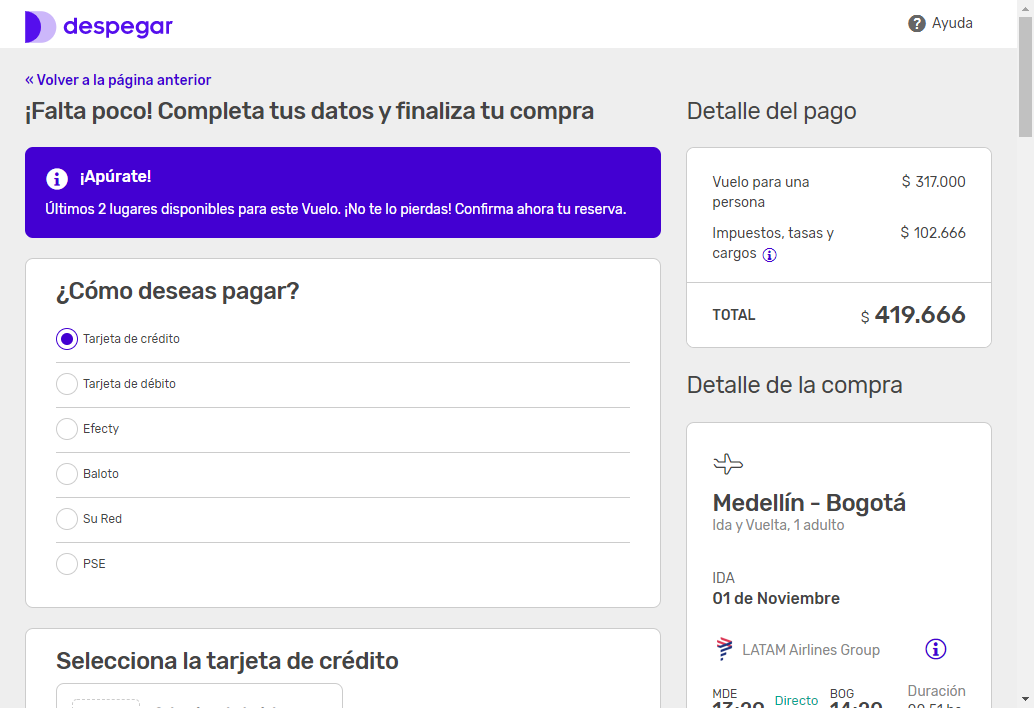 despegar
Ayuda
« Volver a la página anterior
¡Falta poco! Completa tus datos y finaliza tu compra
¡Apúrate!
Últimos 2 lugares disponibles para este Vuelo. ¡No te lo pierdas! Confirma ahora tu reserva.
¿Cómo deseas pagar?
Tarjeta de crédito
Tarjeta de débito
Efecty
Baloto
Su Red
PSE
Selecciona la tarjeta de crédito
Detalle del pago
Vuelo para una $ 317.000
persona
Impuestos, tasas y $ 102.666
cargos
TOTAL $ 419.666
Detalle de la compra
Medellín - Bogotá
Ida y Vuelta, 1 adulto
IDA
01 de Noviembre
LATAM Airlines Group
MDE Directo BOG Duración